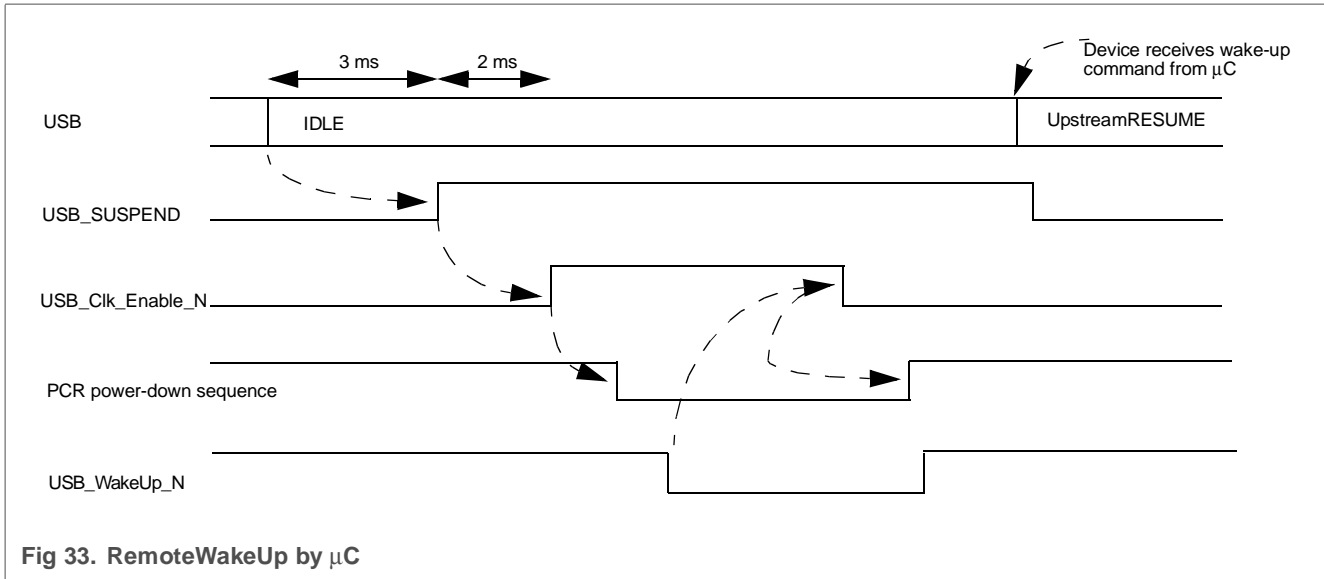 3 ms
2 ms
Device receives wake-up
command from μC
USB
IDLE
UpstreamRESUME
USB_SUSPEND
USB_Clk_Enable_N
PCR power-down sequence
USB_WakeUp_N
Fig 33. RemoteWakeUp by μC